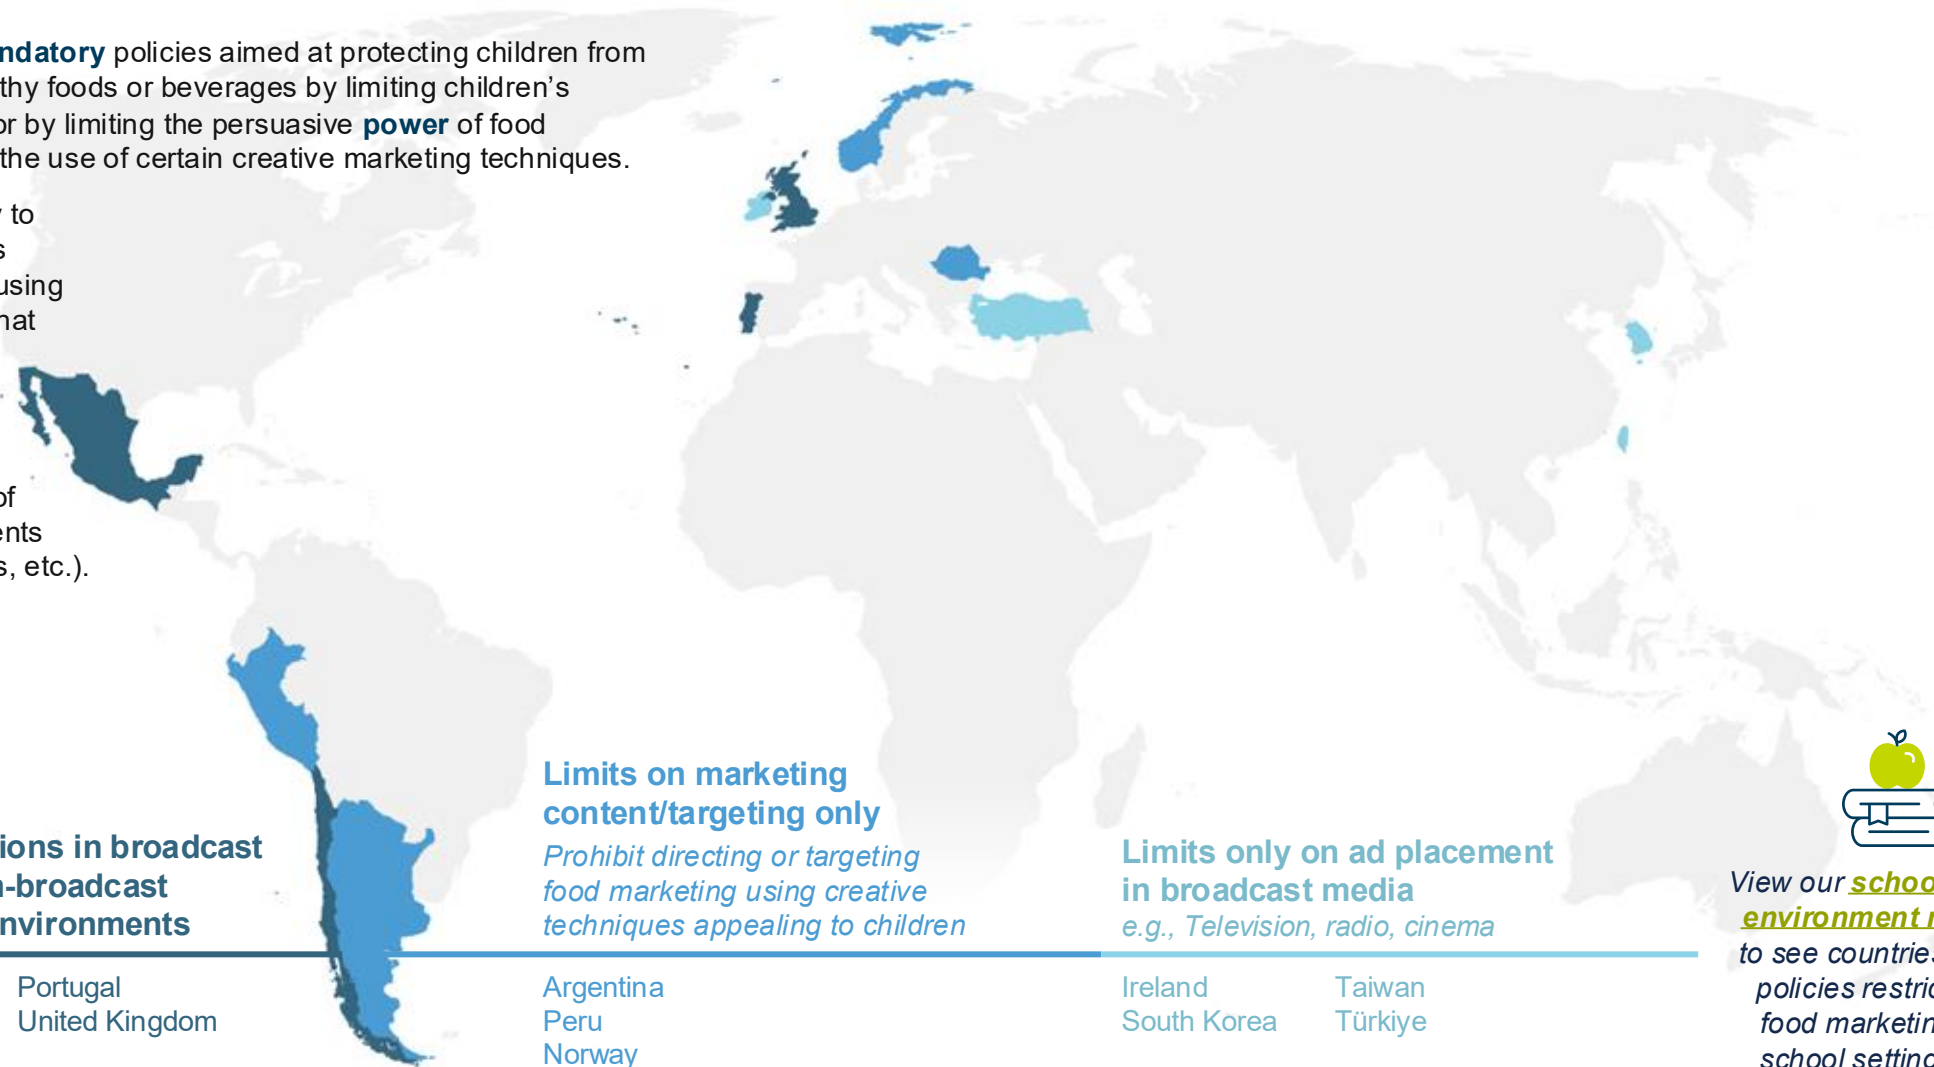 ndatory policies aimed at protecting children from
thy foods or beverages by limiting children's
or by limiting the persuasive power of food
the use of certain creative marketing techniques.
to
s
using
hat
of
ents
s, etc.).
ions in broadcast
n-broadcast
nvironments
Portugal
United Kingdom
Limits on marketing
content/targeting only
Prohibit directing or targeting
food marketing using creative
techniques appealing to children
Argentina
Peru
Norway
Limits only on ad placement
in broadcast media
e.g., Television, radio, cinema
Ireland
South Korea
Taiwan
Türkiye
View our schoo
environment
to see countries
policies restri
food marketin
school setting